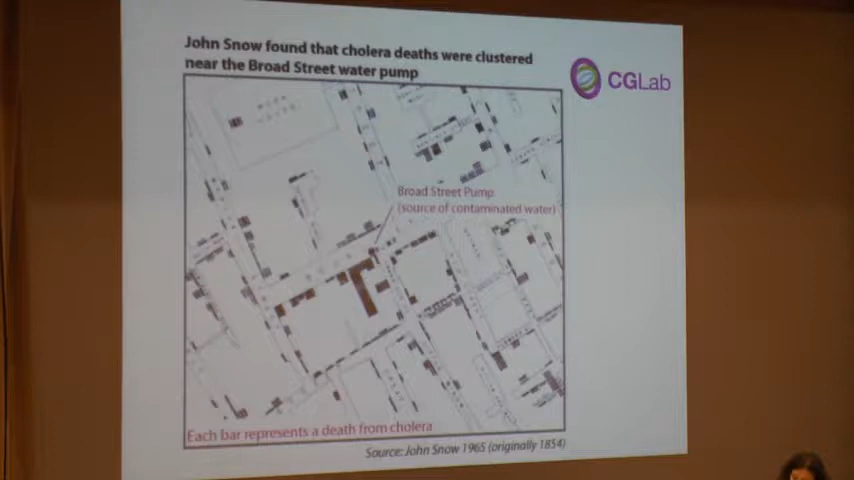 John Snow found that cholera deaths were clustered
near the Broad Street water pump
CGLab
Broad Street Pump
(source of contaminated water)
Each bar represents a death from cholera
Source: John Snow 1965 (originally 1854)